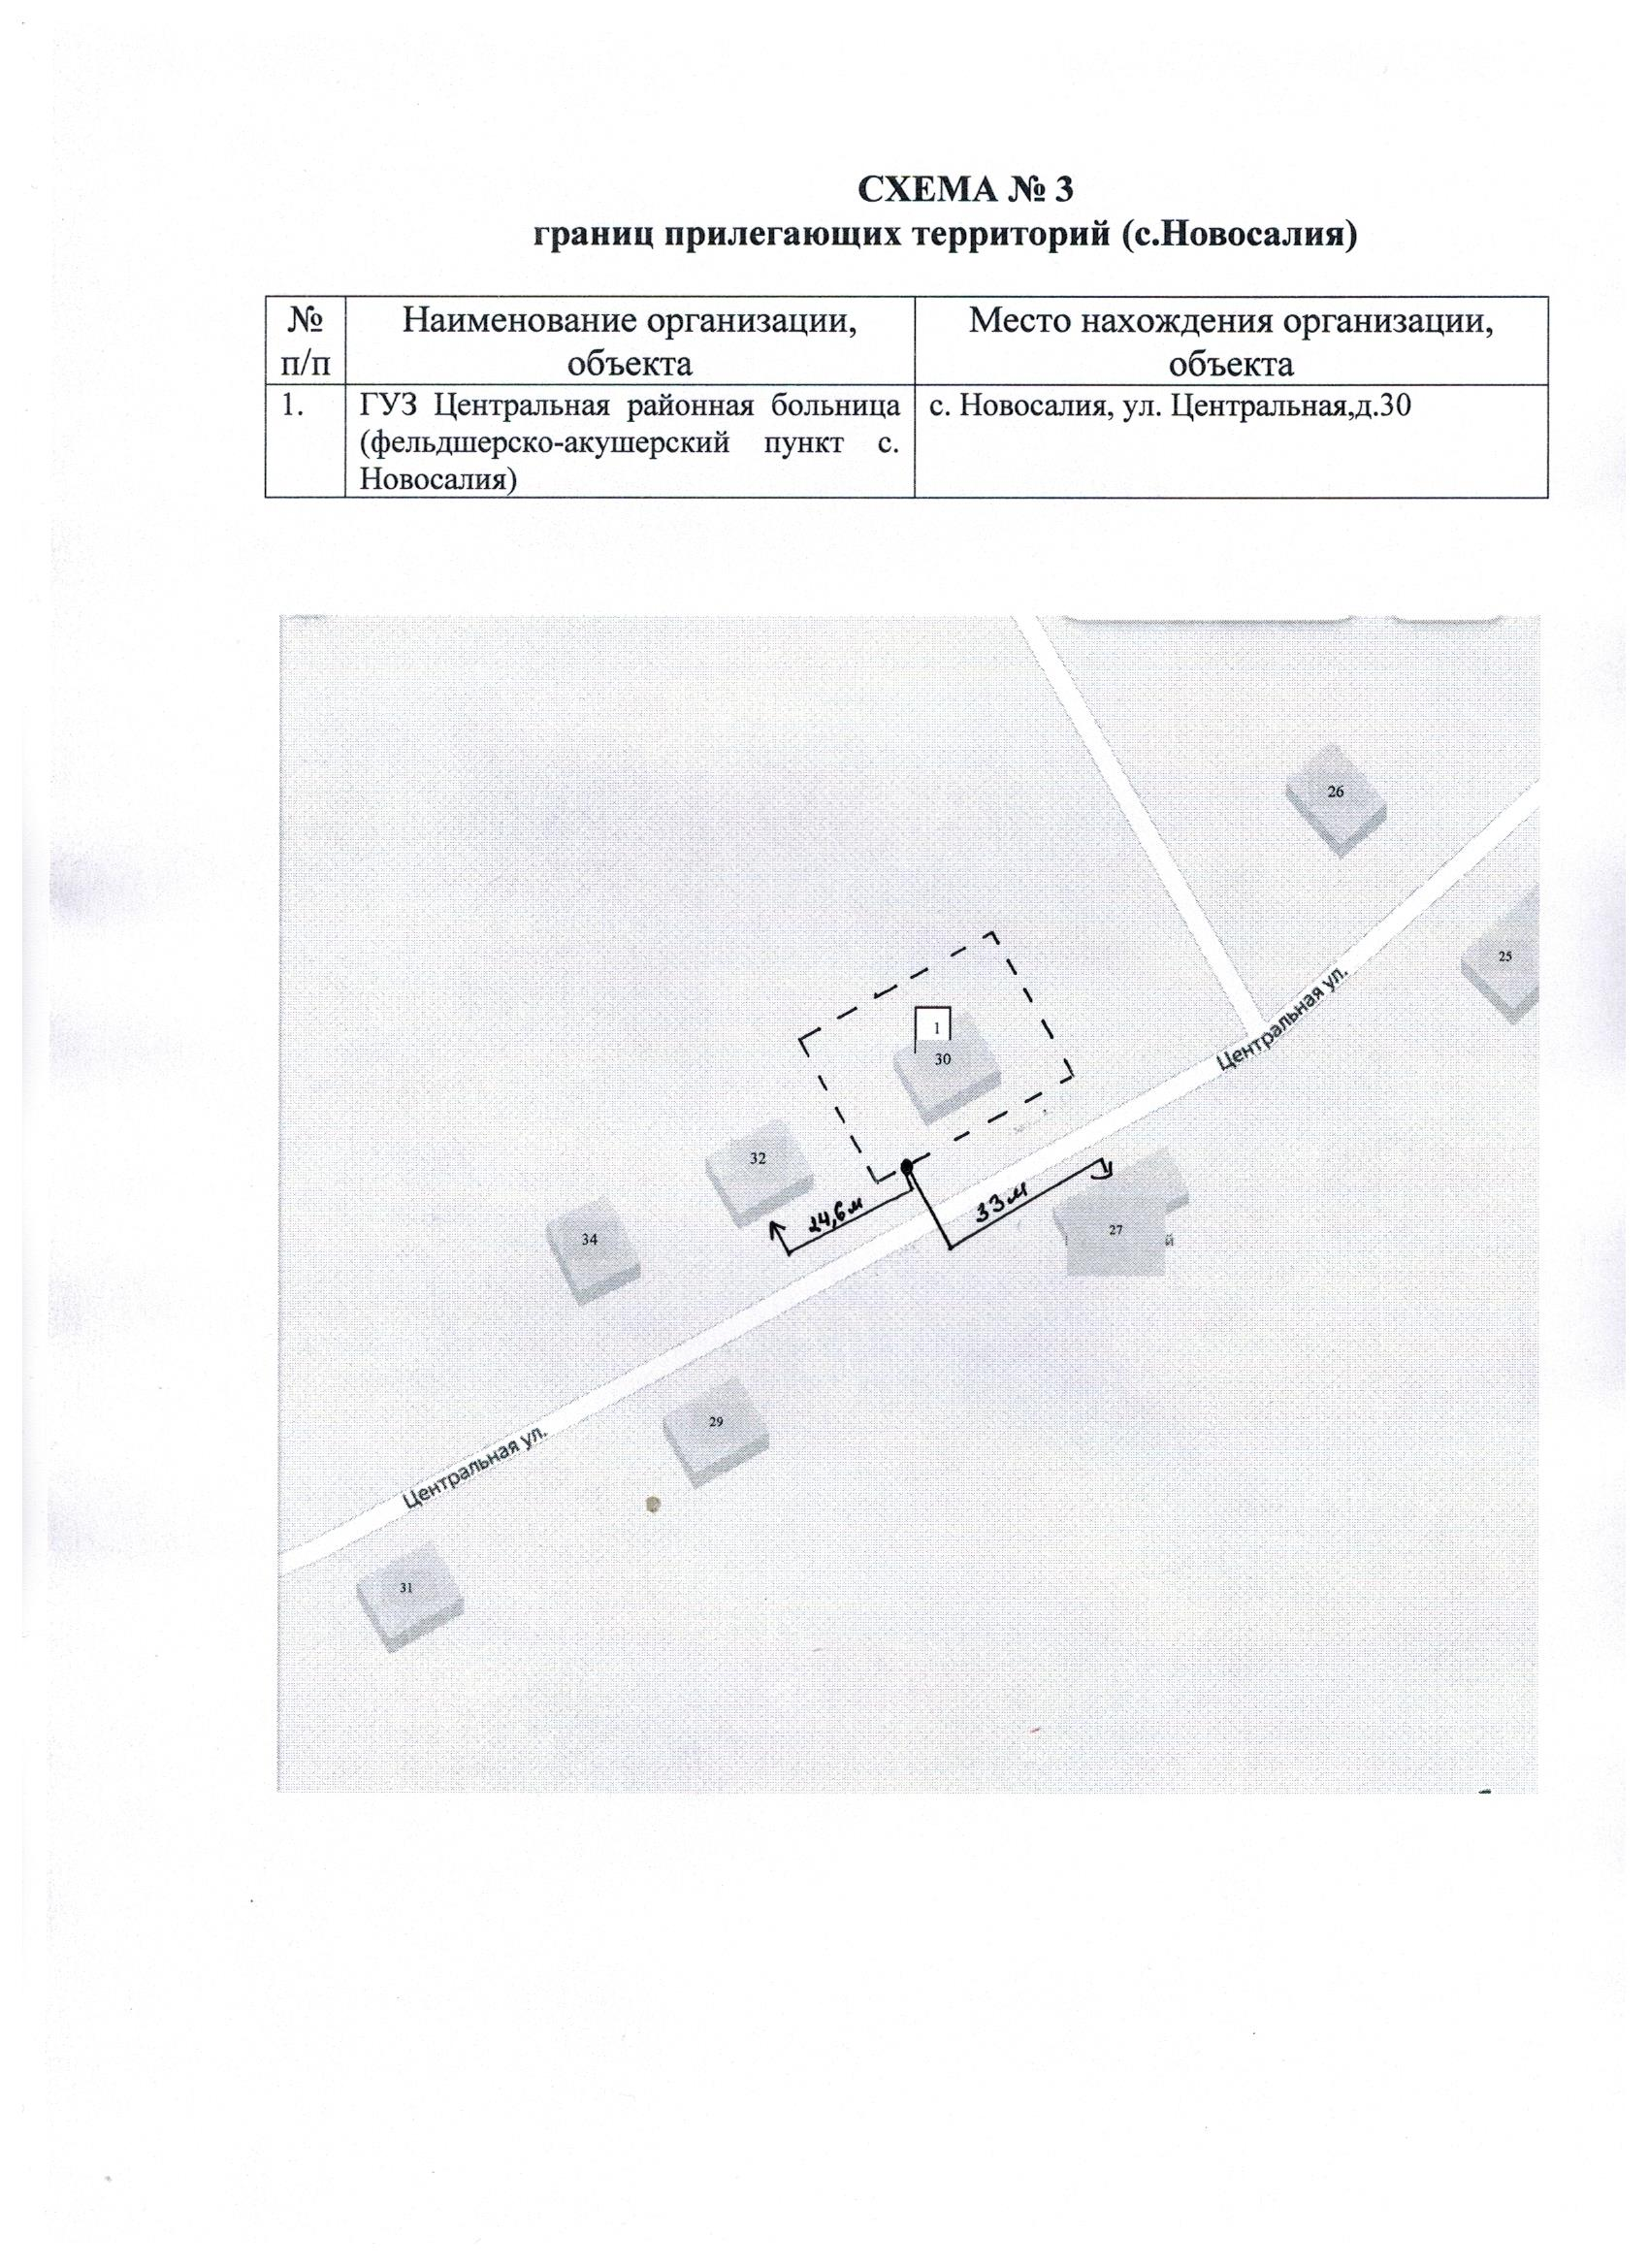 СХЕМА № 3
границ прилегающих территорий (с.Новосалия)
№
п/п
Наименование организации,
объекта
Место нахождения организации,
объекта
1.
ГУЗ Центральная районная больница
(фельдшерско-акушерский пункт с.
Новосалия)
с. Новосалия, ул. Центральная,д.30
26
25
Центральная ул.
1
30
32
24,6м
33м
27
й
34
29
Центральная ул.
31